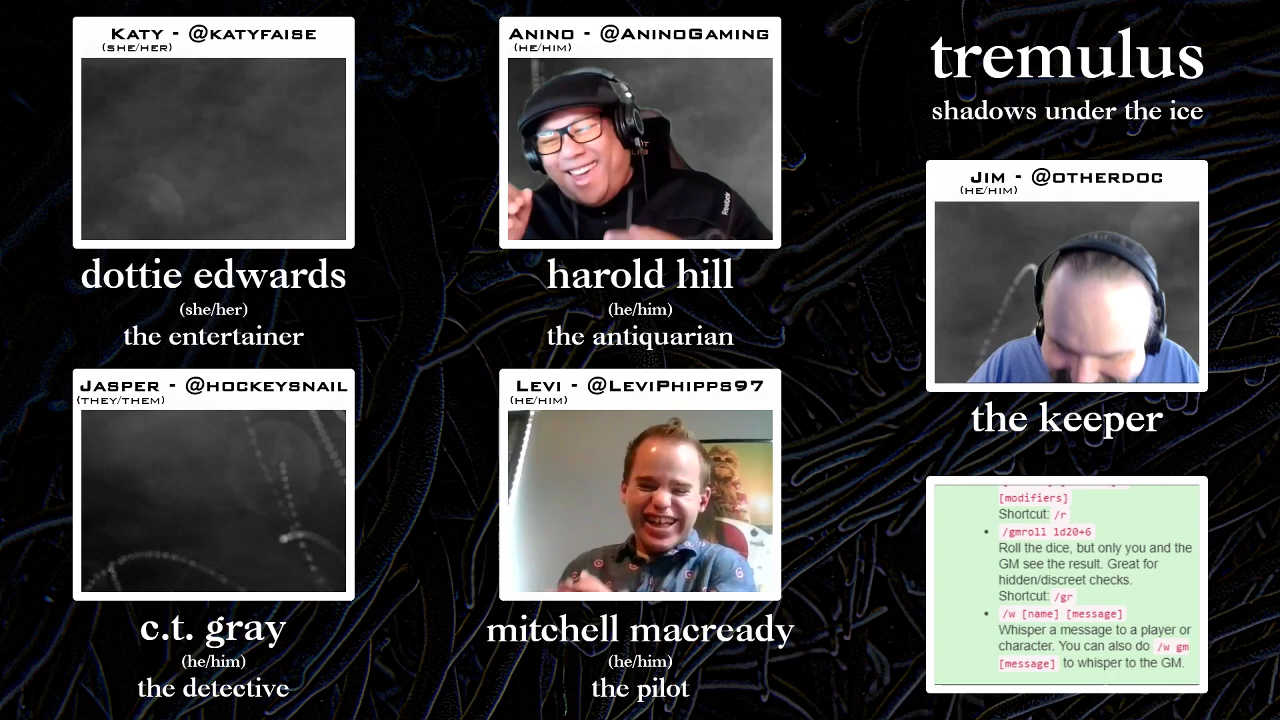 Katy - @katyfaise
(she/her)
dottie edwards
(she/her)
the entertainer
Anino - @AninoGaming
(he/him)
Reebok
harold hill
(he/him)
the antiquarian
tremulus
shadows under the ice
Jim - @otherdoc
(he/him)
the keeper
Jasper - @hockeysnail
(they/them)
c.t. gray
(he/him)
the detective
Levi - @LeviPhipps97
(he/him)
mitchell macready
(he/him)
the pilot
[modifiers]
Shortcut: /r
• /gmroll 1d20+6
Roll the dice, but only you and the
GM see the result. Great for
hidden/discreet checks.
Shortcut: /gr
• /w [name] [message]
Whisper a message to a player or
character. You can also do /w gm
[message] to whisper to the GM.